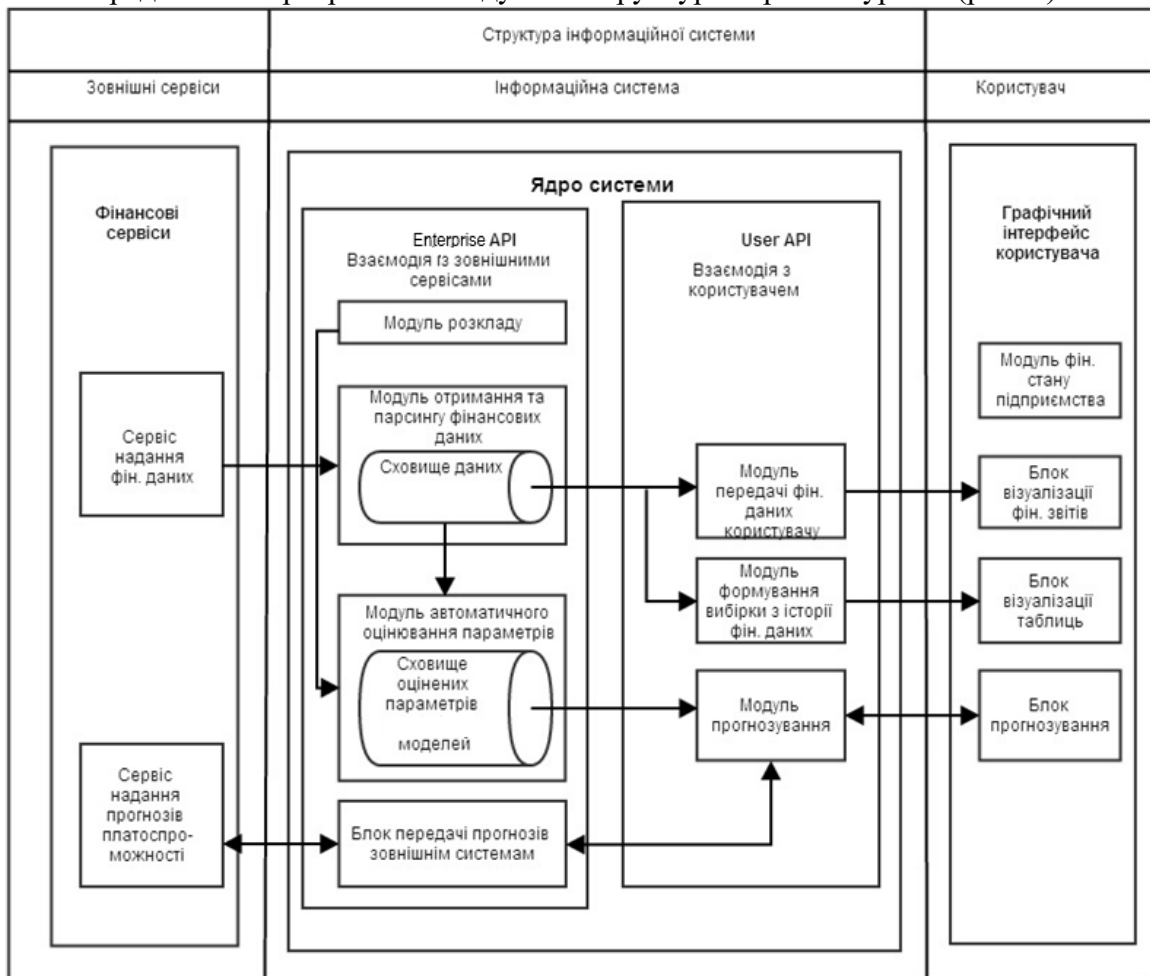 Структура інформаційної системи
Зовнішні сервіси
Інформаційна система
Користувач
Фінансові
сервіси
Сервіс
надання
фін. даних
Сервіс
надання
прогнозів
платоспро-
можності
Ядро системи
Enterprise API
Взаємодія із зовнішними
сервісами
Модуль розкладу
Модуль отримання та
парсингу фінансових
даних
Сховище даних
Модуль автоматичного
оцінювання параметрів
Сховище
оцінених
параметрів
моделей
Блок передачі прогнозів
зовнішнім системам
User API
Взаємодія з
користувачем
Модуль
передачі фін.
даних
користувачу
Модуль
формування
вибірки з історії
фін. даних
Модуль
прогнозування
Графічний
інтерфейс
користувача
Модуль фін.
стану
підприємства
Блок
візуалізації
фін. звітів
Блок
візуалізації
таблиць
Блок
прогнозування